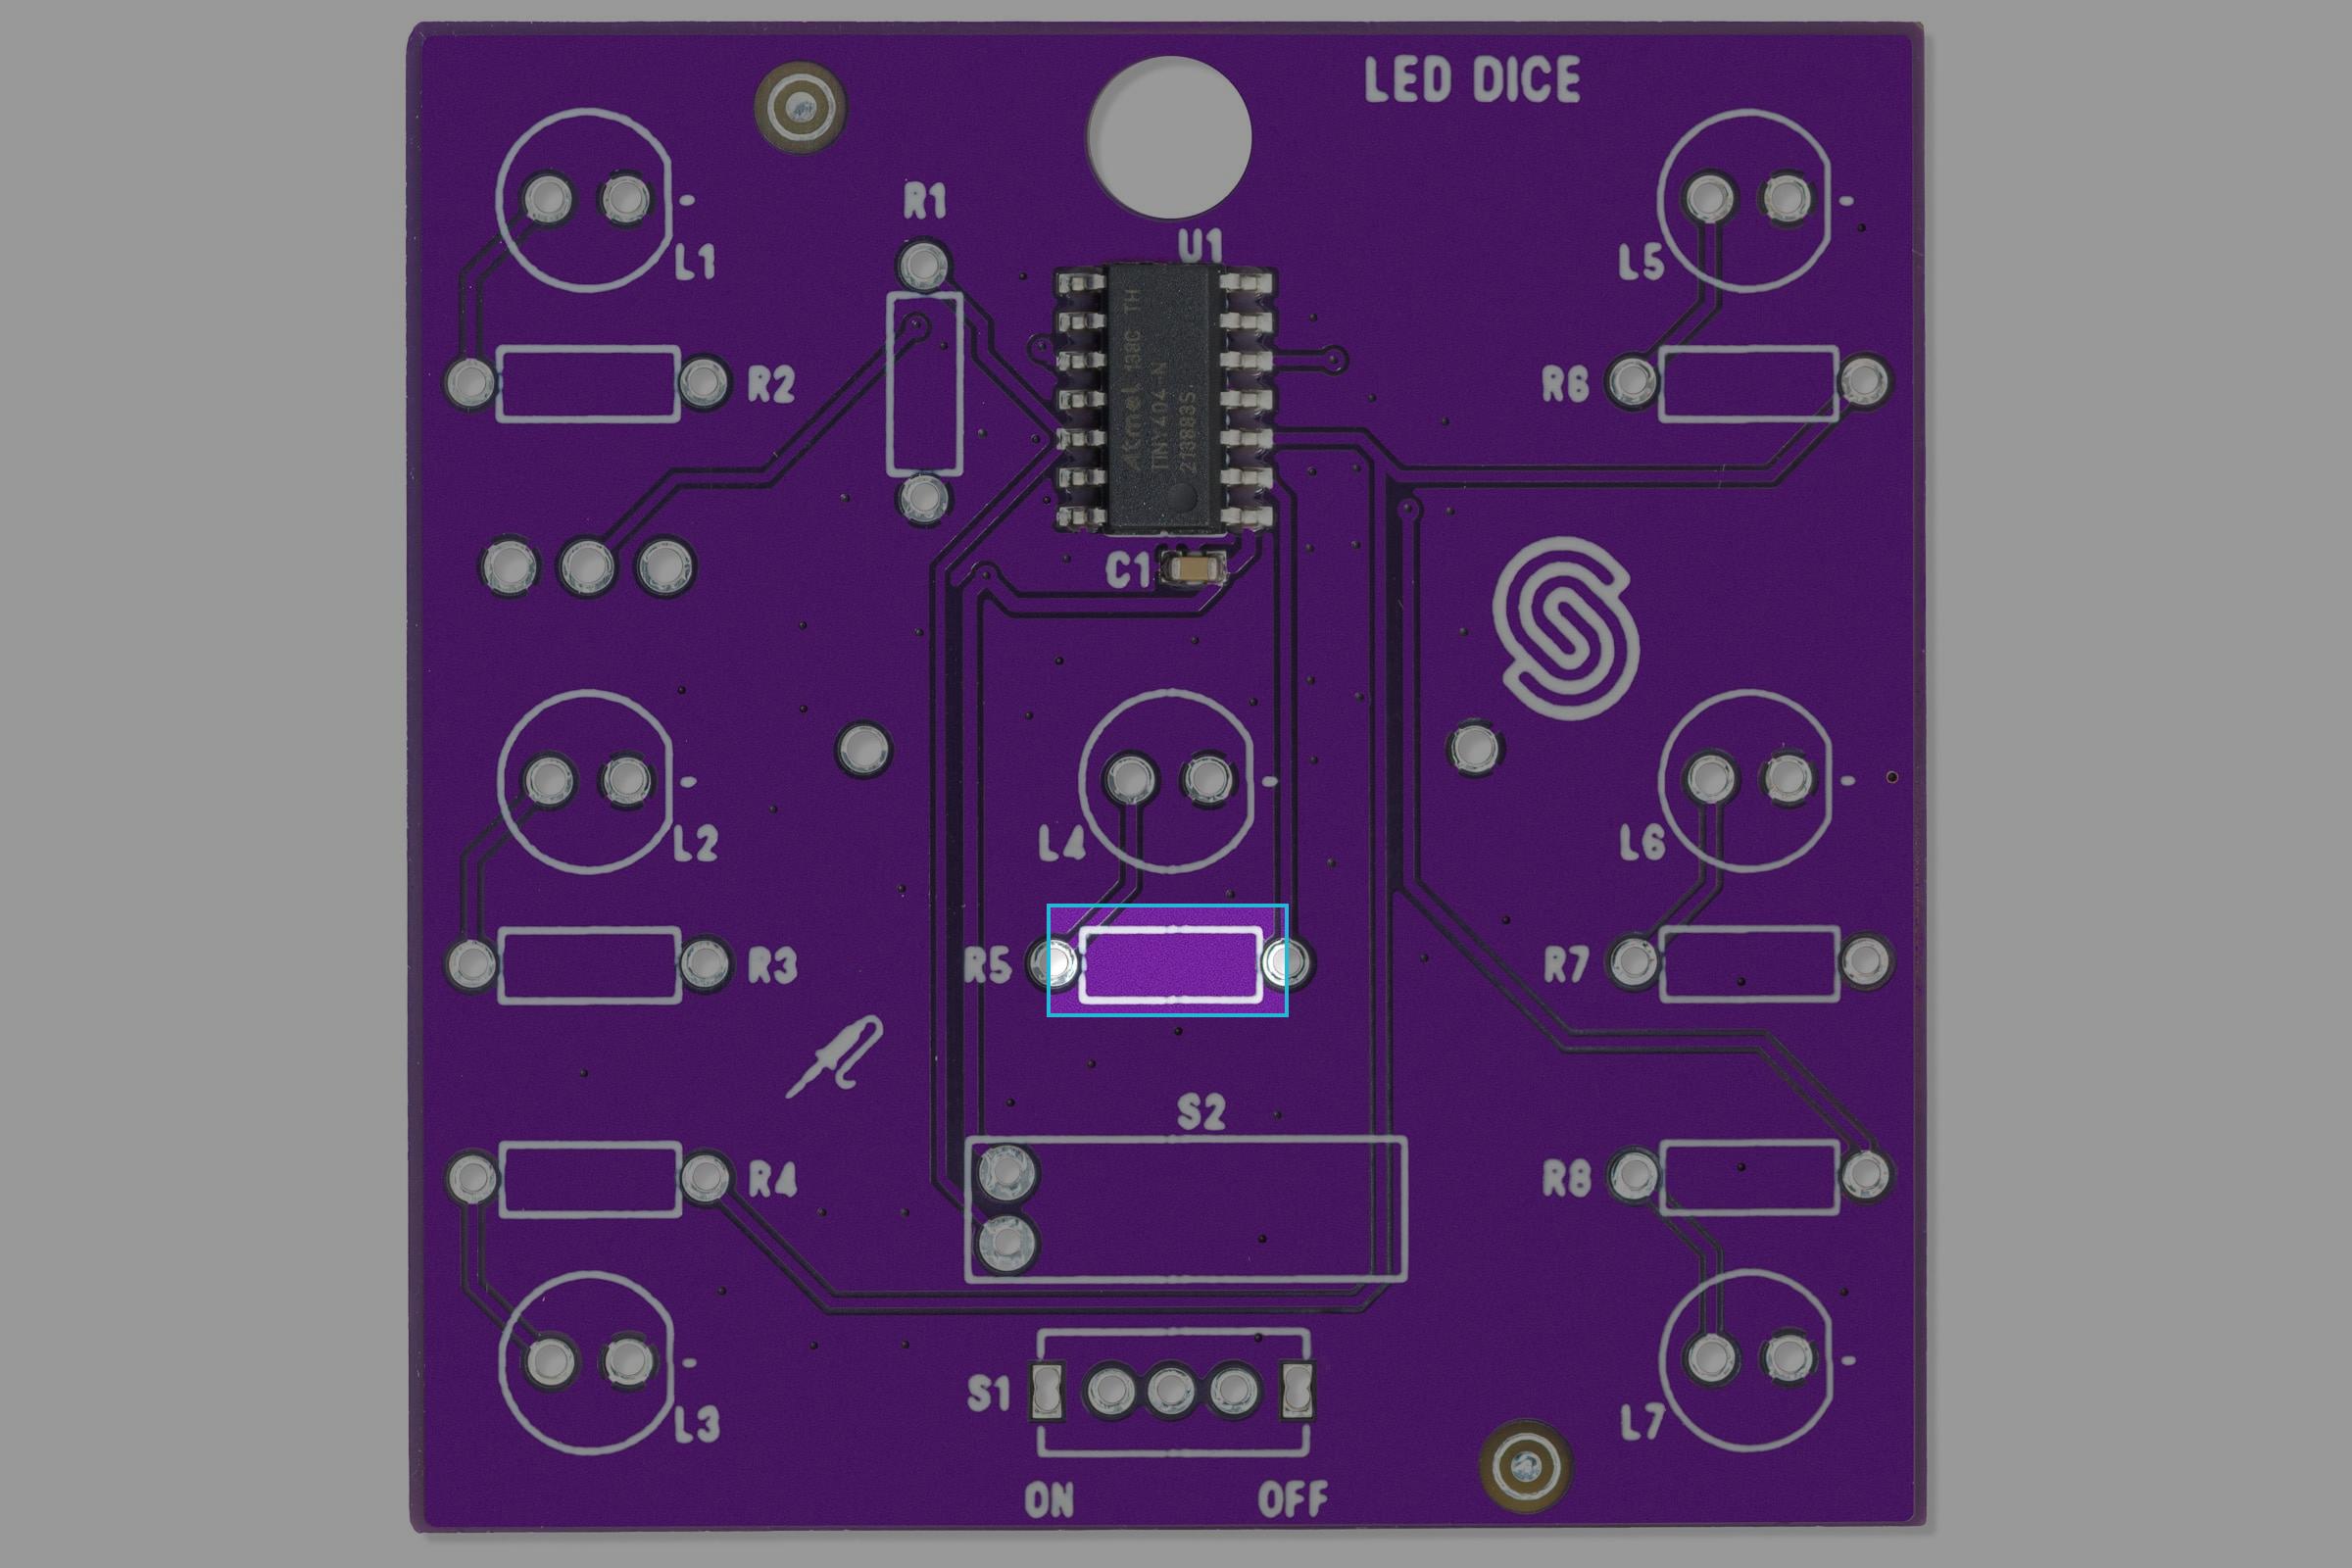 LED DICE
R1
U1
L1
L5
R2
R6
Atmel 138C TH
TINY404-N
213883S
C1
L2
L4
L6
R3
R5
R7
S2
R4
R8
S1
L3
L7
ON OFF